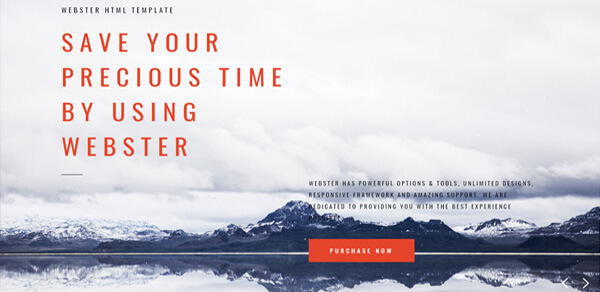 WEBSTER HTML TEMPLATE
SAVE YOUR
PRECIOUS TIME
BY USING
WEBSTER
WEBSTER HAS POWERFUL OPTIONS & TOOLS, UNLIMITED DESIGNS,
RESPONSIVE FRAMEWORK AND AMAZING SUPPORT. WE ARE
DEDICATED TO PROVIDING YOU WITH THE BEST EXPERIENCE
PURCHASE NOW